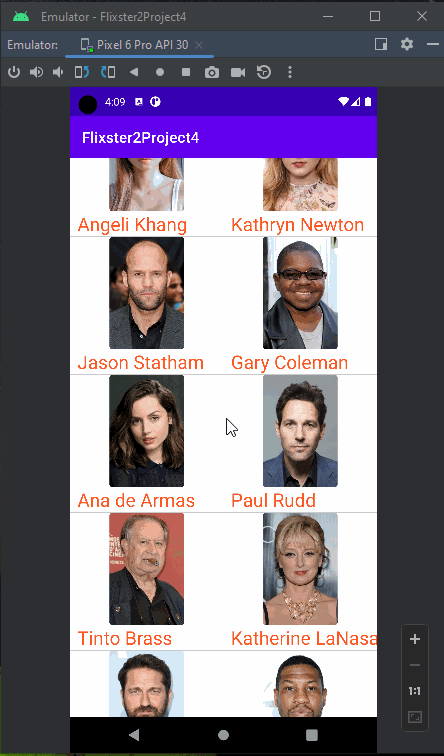 Emulator - Flixster2Project4
Emulator: Pixel 6 Pro API 30
4:09
Flixster2Project4
Angeli Khang Kathryn Newton
Jason Statham Gary Coleman
Ana de Armas Paul Rudd
Tinto Brass Katherine LaNasa
1:1